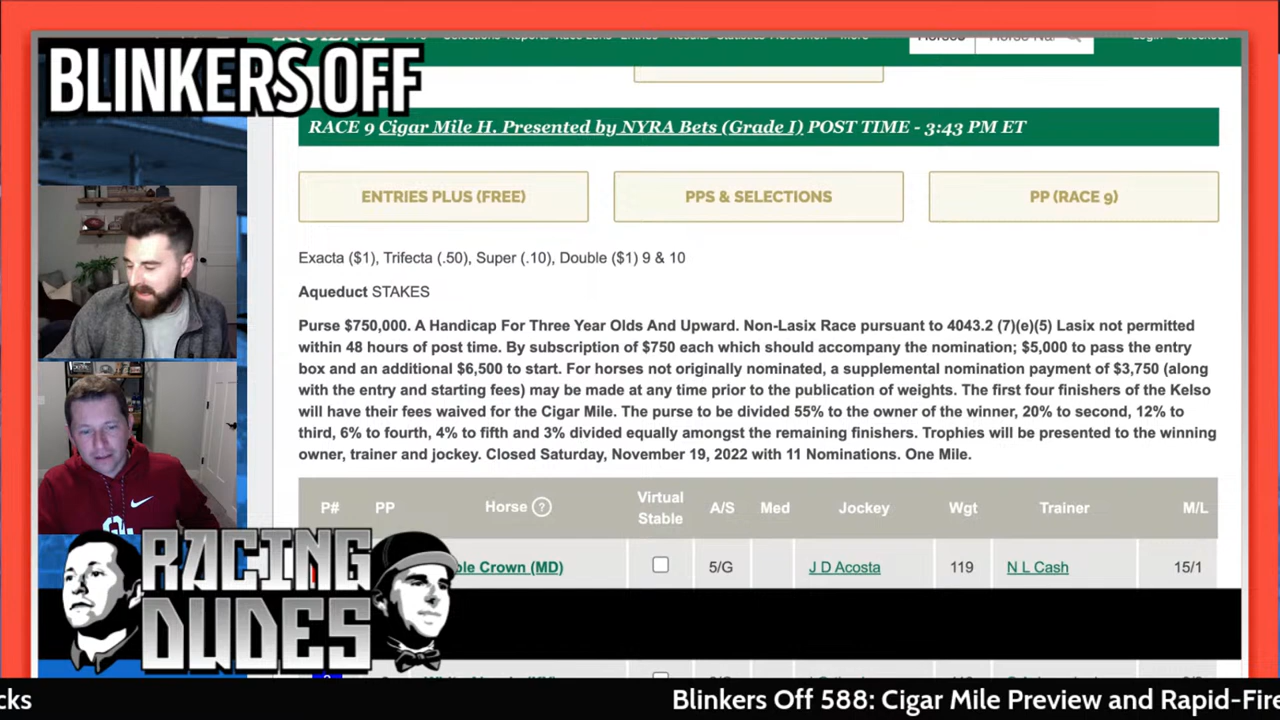 BLINKERS OFF
RACE 9 Cigar Mile H. Presented by NYRA Bets (Grade I) POST TIME - 3:43 PM ET
ENTRIES PLUS (FREE)
PPS & SELECTIONS
PP (RACE 9)
Exacta ($1), Trifecta (.50), Super (.10), Double ($1) 9 & 10
Aqueduct STAKES
Purse $750,000. A Handicap For Three Year Olds And Upward. Non-Lasix Race pursuant to 4043.2 (7)(e)(5) Lasix not permitted
within 48 hours of post time. By subscription of $750 each which should accompany the nomination; $5,000 to pass the entry
box and an additional $6,500 to start. For horses not originally nominated, a supplemental nomination payment of $3,750 (along
with the entry and starting fees) may be made at any time prior to the publication of weights. The first four finishers of the Kelso
will have their fees waived for the Cigar Mile. The purse to be divided 55% to the owner of the winner, 20% to second, 12% to
third, 6% to fourth, 4% to fifth and 3% divided equally amongst the remaining finishers. Trophies will be presented to the winning
owner, trainer and jockey. Closed Saturday, November 19, 2022 with 11 Nominations. One Mile.
P# PP Horse ? Virtual Stable A/S Med Jockey Wgt Trainer M/L
ple Crown (MD) 5/G J D Acosta 119 N L Cash 15/1
RACING
DUDES
cks
Blinkers Off 588: Cigar Mile Preview and Rapid-Fire